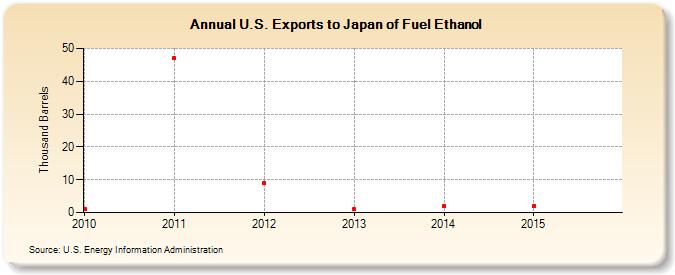 Annual U.S. Exports to Japan of Fuel Ethanol
Thousand Barrels
50
40
30
20
10
0
2010 2011 2012 2013 2014 2015
Source: U.S. Energy Information Administration